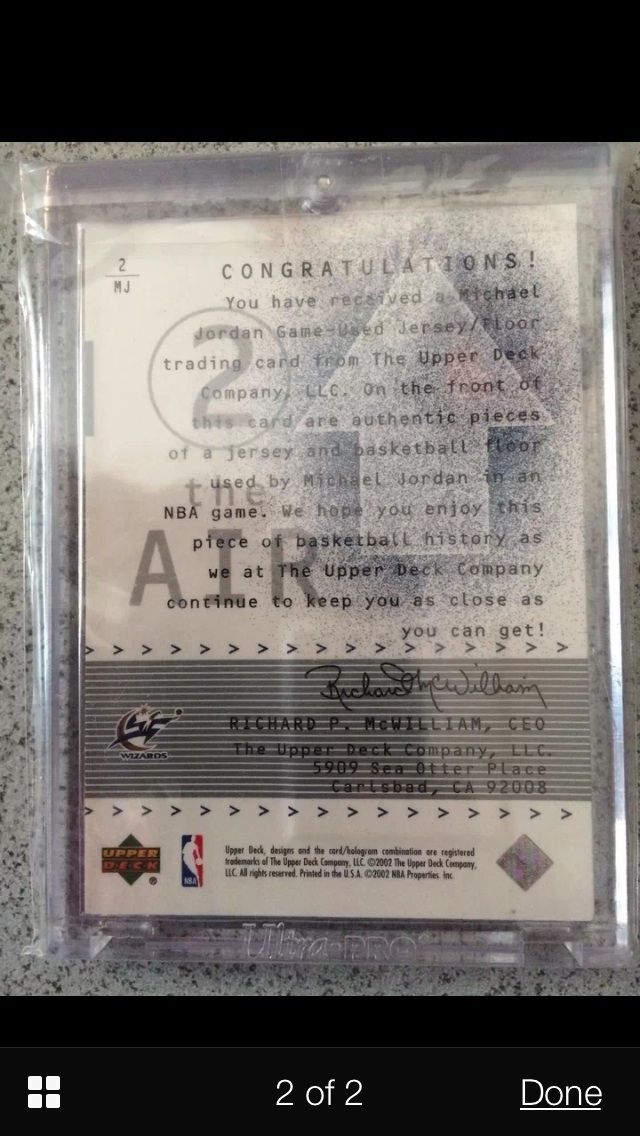 2
MJ
CONGRATULATIONS!
You have received a Michael
Jordan Game-Used Jersey/Floor
trading card from The Upper Deck
Company, LLC. On the front of
this card are authentic pieces
of a jersey and basketball floor
used by Michael Jordan in an
NBA game. We hope you enjoy this
piece of basketball history as
we at The Upper Deck Company
continue to keep you as close as
you can get!
2
the
AIR
> > > > > > > > > > > > > > > > >
Richard McWilliam
RICHARD P. McWILLIAM, CEO
The Upper Deck Company, LLC.
5909 Sea Otter Place
Carlsbad, CA 92008
WIZARDS
> > > > > > > > > > > > > > > > >
UPPER
DECK
®
NBA
Upper Deck, designs and the card/hologram combination are registered
trademarks of The Upper Deck Company, LLC. ©2002 The Upper Deck Company,
LLC. All rights reserved. Printed in the U.S.A. ©2002 NBA Properties, Inc.
Ultra-PRO
2 of 2
Done